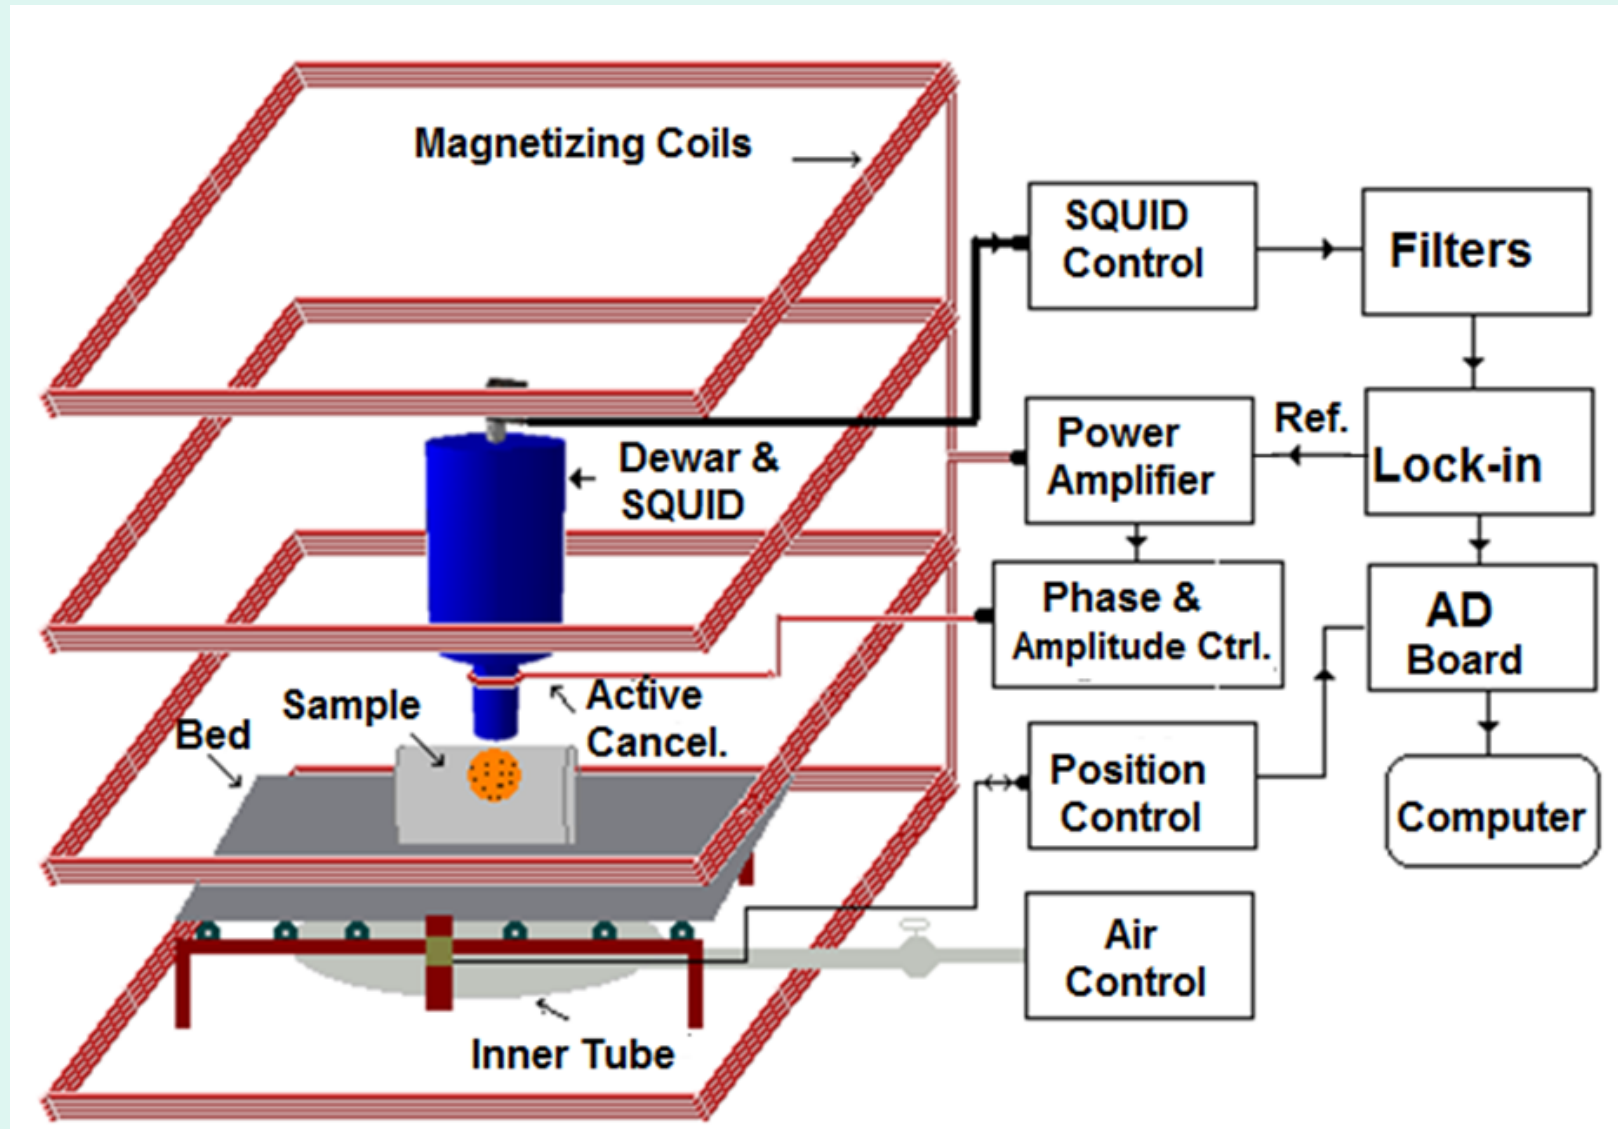 Magnetizing Coils
SQUID
Control
Filters
Power
Amplifier
Ref.
Lock-in
Dewar &
SQUID
Phase &
Amplitude Ctrl.
AD
Board
Sample
Active
Cancel.
Bed
Position
Control
Computer
Air
Control
Inner Tube